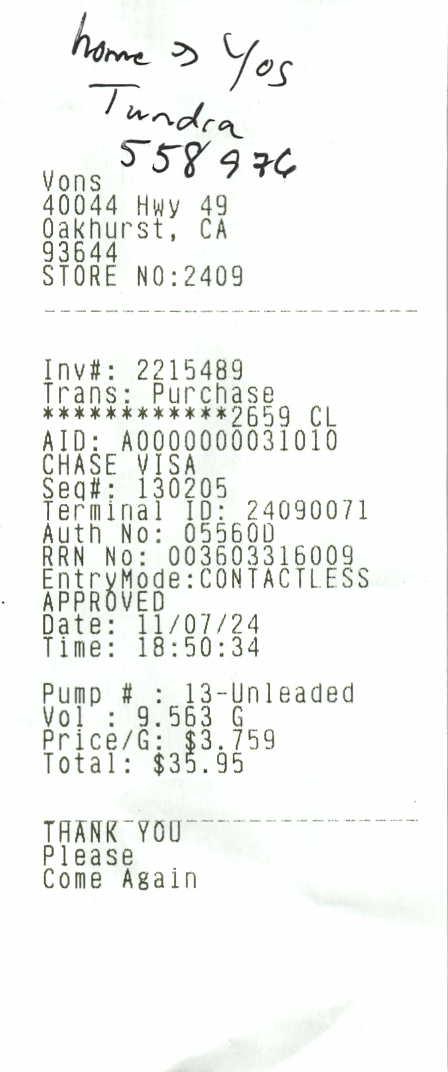 home → Yos
Tundra
558976
Vons
40044 Hwy 49
Oakhurst, CA
93644
STORE NO:2409
Inv#: 2215489
Trans: Purchase
************2659 CL
AID: A0000000031010
CHASE VISA
Seq#: 130205
Terminal ID: 24090071
Auth No: 05560D
RRN No: 003603316009
EntryMode:CONTACTLESS
APPROVED
Date: 11/07/24
Time: 18:50:34
Pump # : 13-Unleaded
Vol : 9.563 G
Price/G: $3.759
Total: $35.95
THANK YOU
Please
Come Again